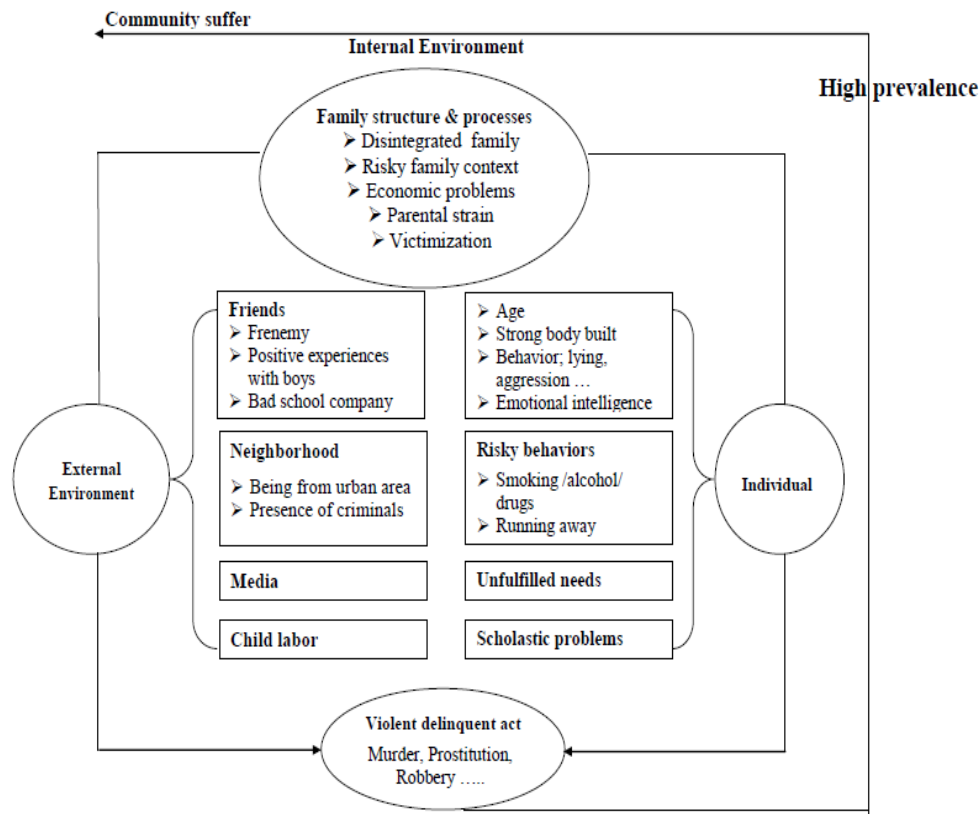 Community suffer
Internal Environment
High prevalence
Family structure & processes
➢ Disintegrated family
➢ Risky family context
➢ Economic problems
➢ Parental strain
➢ Victimization
Friends
➢ Frenemy
➢ Positive experiences
with boys
➢ Bad school company
➢ Age
➢ Strong body built
➢ Behavior; lying,
aggression …
➢ Emotional intelligence
External
Environment
Neighborhood
➢ Being from urban area
➢ Presence of criminals
Risky behaviors
➢ Smoking /alcohol/
drugs
➢ Running away
Individual
Media
Unfulfilled needs
Child labor
Scholastic problems
Violent delinquent act
Murder, Prostitution,
Robbery …..